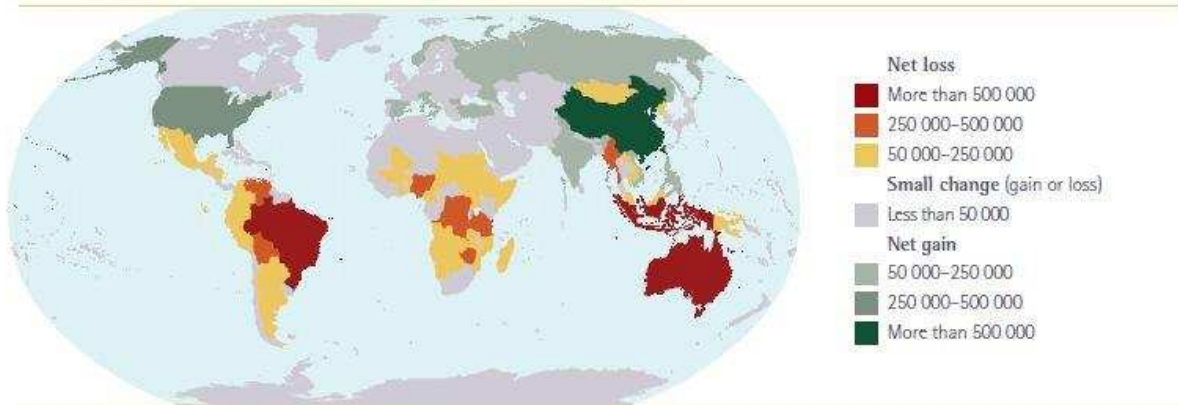 Net loss
More than 500 000
250 000–500 000
50 000–250 000
Small change (gain or loss)
Less than 50 000
Net gain
50 000–250 000
250 000–500 000
More than 500 000